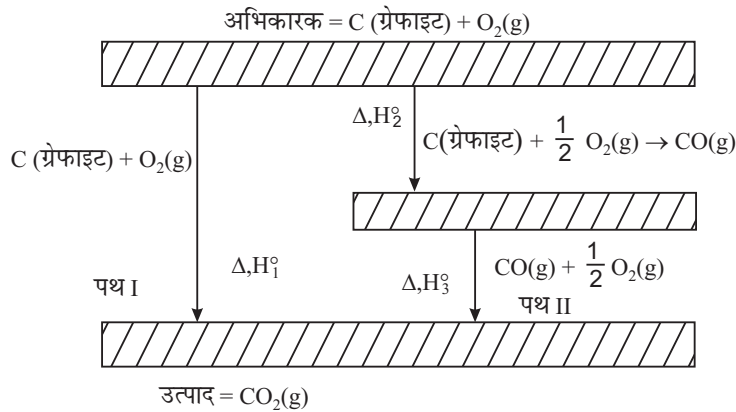 अभिकारक = C (ग्रेफाइट) + O₂(g)
Δ,H°₂
C(ग्रेफाइट) + 1/2 O₂(g) → CO(g)
C (ग्रेफाइट) + O₂(g)
Δ,H°₁
CO(g) + 1/2 O₂(g)
Δ,H°₃
पथ I
पथ II
उत्पाद = CO₂(g)